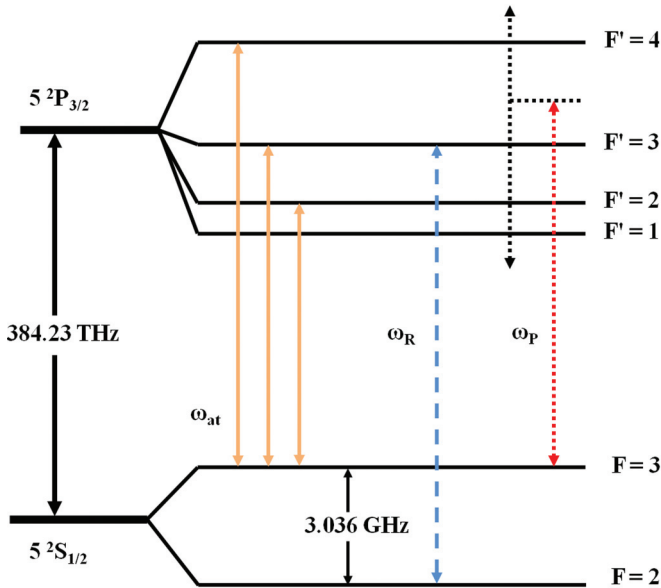 F' = 4
5 ²P₃/₂
F' = 3
F' = 2
F' = 1
384.23 THz
ω_R
ω_P
ω_at
F = 3
3.036 GHz
5 ²S₁/₂
F = 2